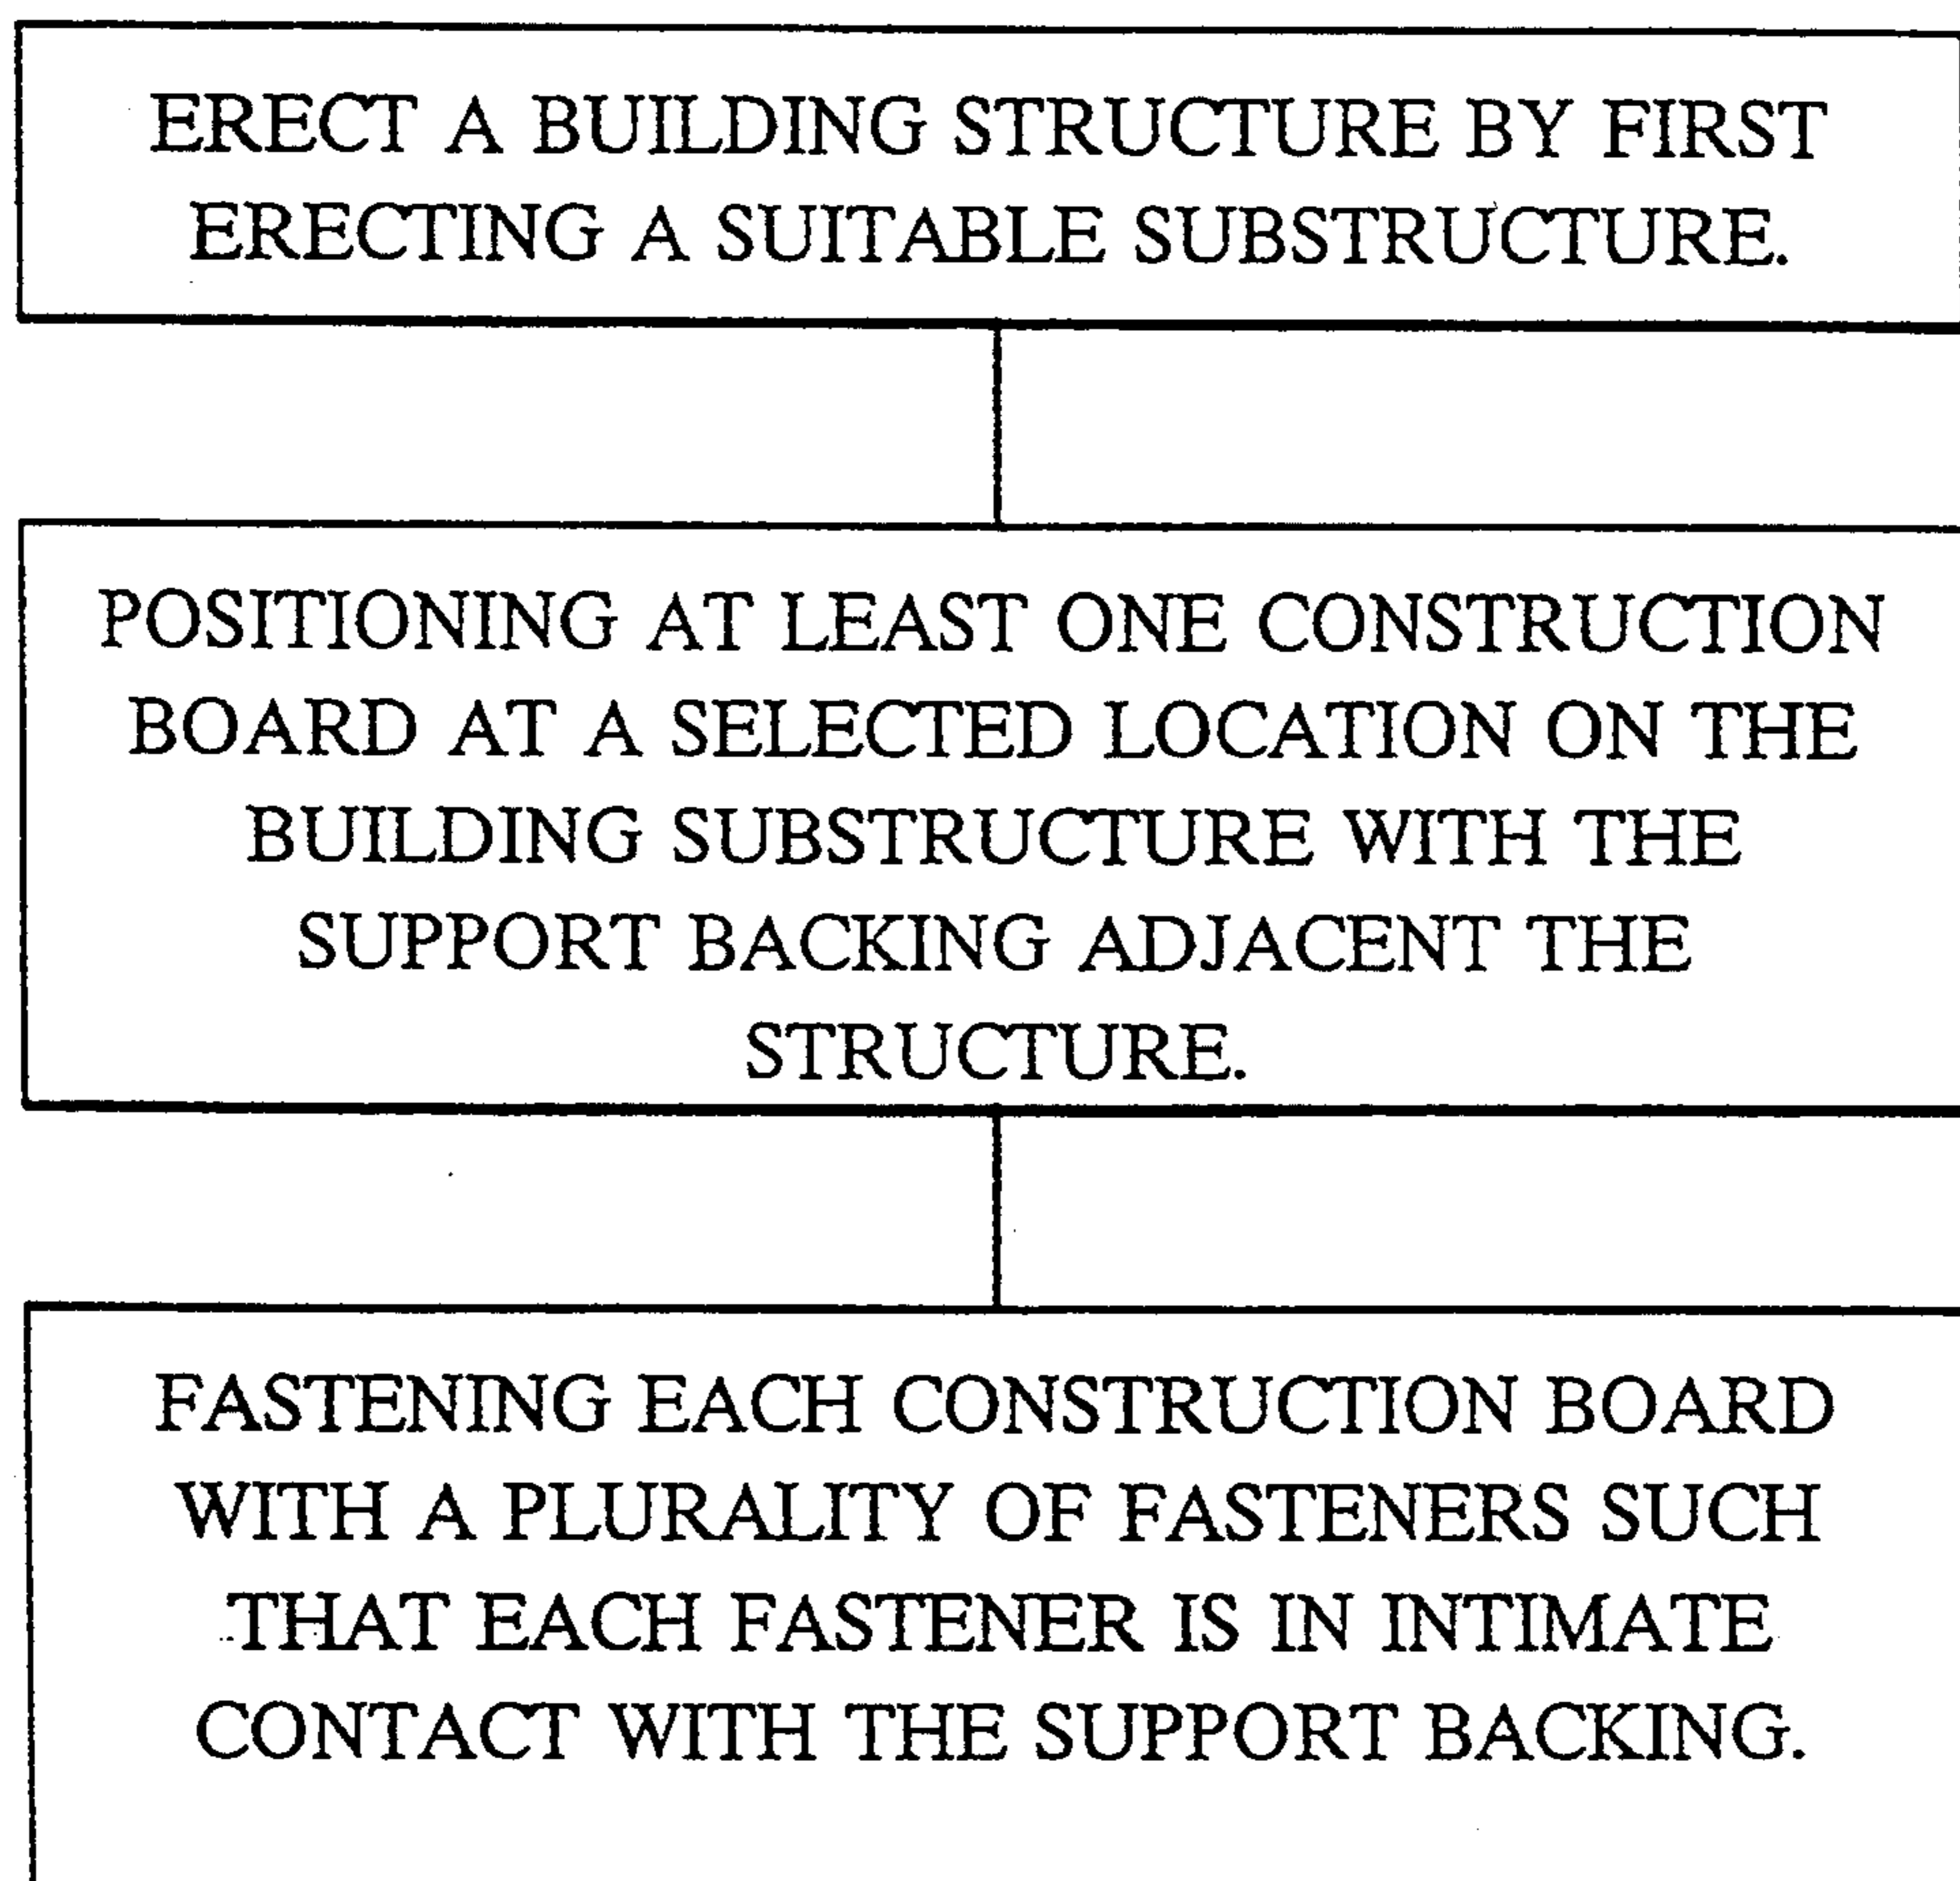 ERECT A BUILDING STRUCTURE BY FIRST
ERECTING A SUITABLE SUBSTRUCTURE.
POSITIONING AT LEAST ONE CONSTRUCTION
BOARD AT A SELECTED LOCATION ON THE
BUILDING SUBSTRUCTURE WITH THE
SUPPORT BACKING ADJACENT THE
STRUCTURE.
FASTENING EACH CONSTRUCTION BOARD
WITH A PLURALITY OF FASTENERS SUCH
THAT EACH FASTENER IS IN INTIMATE
CONTACT WITH THE SUPPORT BACKING.